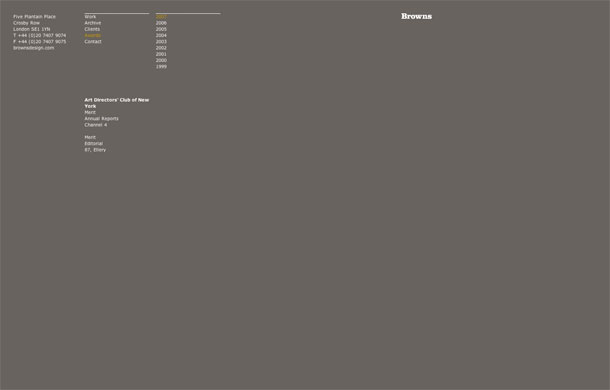 Five Plantain Place
Crosby Row
London SE1 1YN
T +44 (0)20 7407 9074
F +44 (0)20 7407 9075
brownsdesign.com
Work
Archive
Clients
Awards
Contact
2007
2006
2005
2004
2003
2002
2001
2000
1999
Browns
Art Directors' Club of New
York
Merit
Annual Reports
Channel 4
Merit
Editorial
97, Ellery